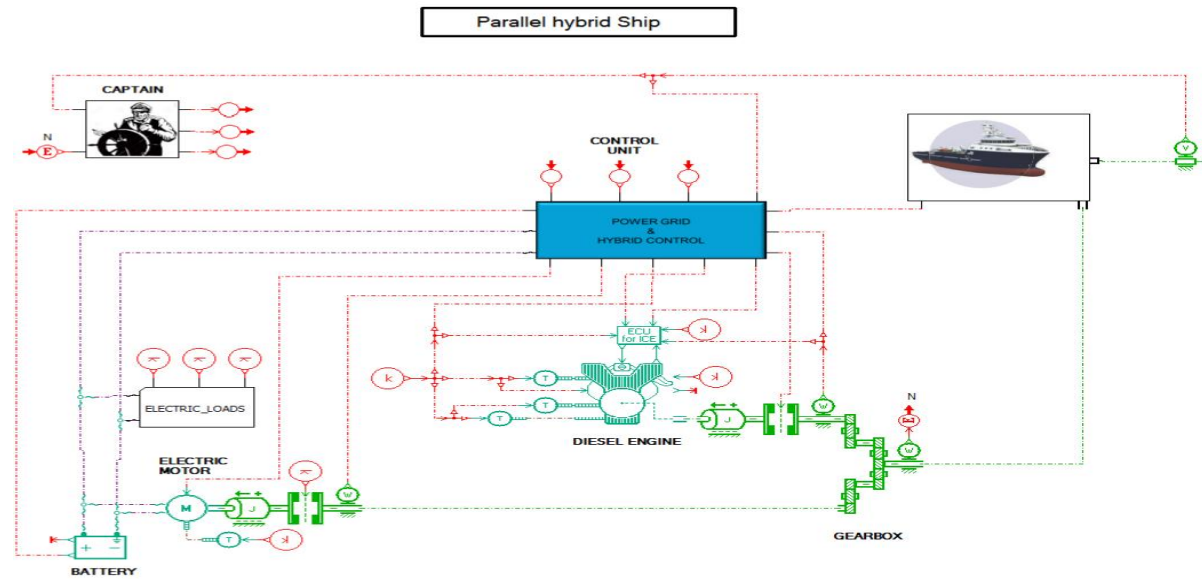 Parallel hybrid Ship
CAPTAIN
N
E
CONTROL
UNIT
V
POWER GRID
&
HYBRID CONTROL
ECU
for ICE
k
k
k
T
T
T
k
k
k
ELECTRIC_LOADS
DIESEL ENGINE
J
W
N
W
ELECTRIC
MOTOR
k
M
J
W
T
k
+ −
GEARBOX
BATTERY